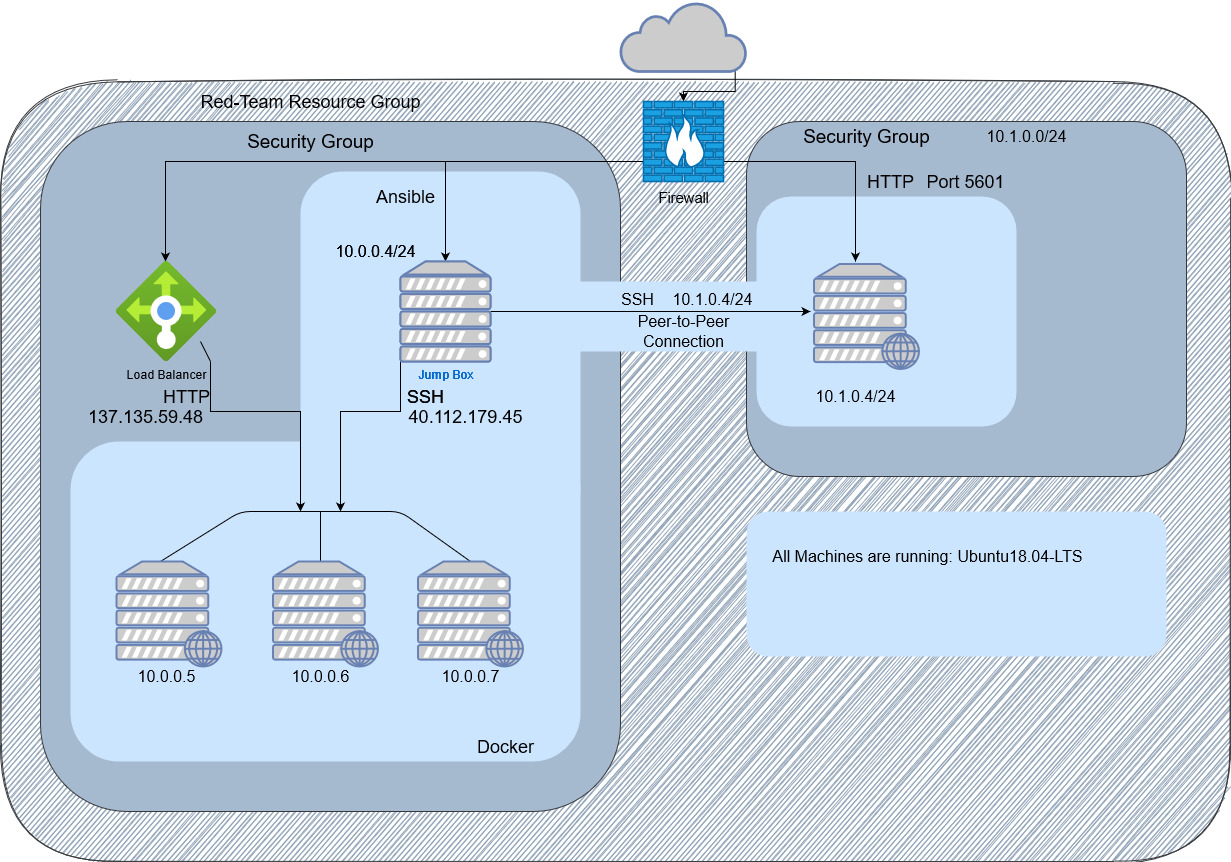 Red-Team Resource Group
Security Group
Security Group 10.1.0.0/24
Firewall
HTTP Port 5601
Ansible
10.0.0.4/24
SSH 10.1.0.4/24
Peer-to-Peer
Connection
Load Balancer
Jump Box
HTTP
137.135.59.48
SSH
40.112.179.45
10.1.0.4/24
All Machines are running: Ubuntu18.04-LTS
10.0.0.5
10.0.0.6
10.0.0.7
Docker